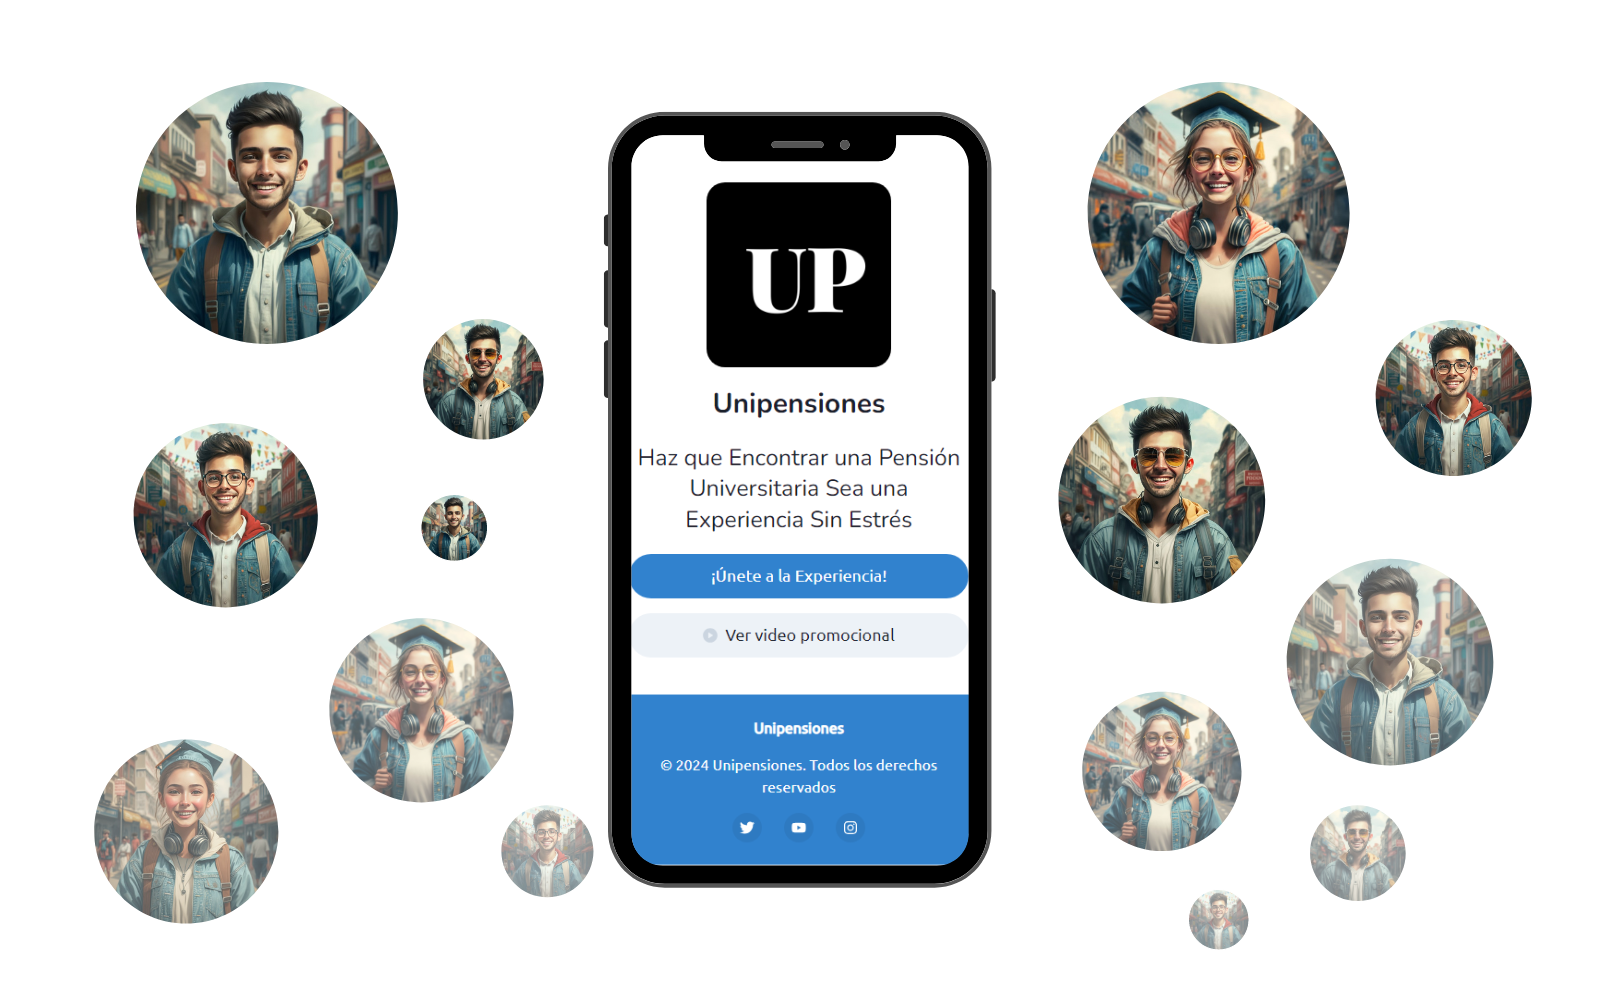 UP
Unipensiones
Haz que Encontrar una Pensión
Universitaria Sea una
Experiencia Sin Estrés
¡Únete a la Experiencia!
Ver video promocional
Unipensiones
© 2024 Unipensiones. Todos los derechos
reservados